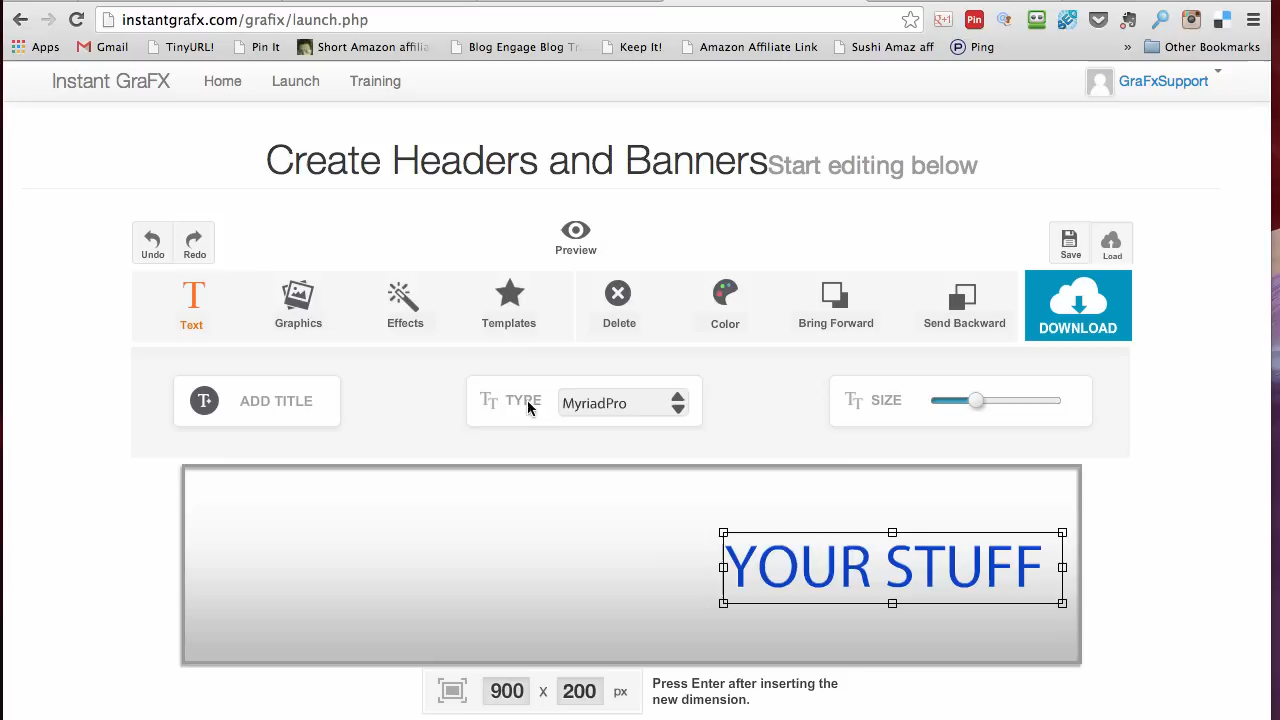 instantgrafx.com/grafix/launch.php
Apps Gmail TinyURL! Pin It Short Amazon affilia Blog Engage Blog Tr Keep It! Amazon Affiliate Link Sushi Amaz aff Ping » Other Bookmarks
Instant GraFX Home Launch Training GraFxSupport
Create Headers and Banners Start editing below
Undo Redo Preview Save Load
Text Graphics Effects Templates Delete Color Bring Forward Send Backward DOWNLOAD
ADD TITLE TYPE MyriadPro SIZE
YOUR STUFF
900 x 200 px Press Enter after inserting the
new dimension.